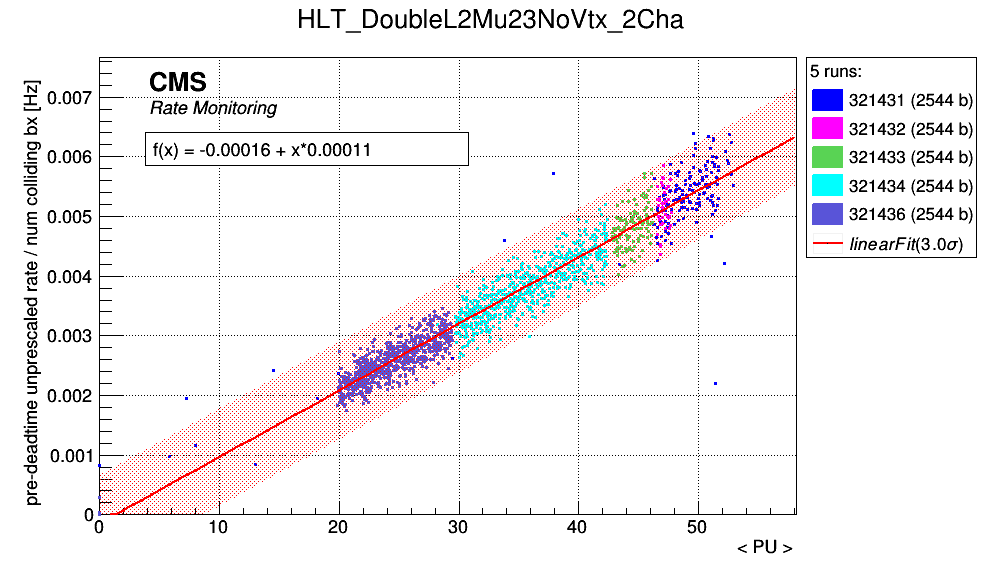 HLT_DoubleL2Mu23NoVtx_2Cha
pre-deadtime unprescaled rate / num colliding bx [Hz]
CMS
Rate Monitoring
f(x) = -0.00016 + x*0.00011
0.007
0.006
0.005
0.004
0.003
0.002
0.001
0
0 10 20 30 40 50
< PU >
5 runs:
321431 (2544 b)
321432 (2544 b)
321433 (2544 b)
321434 (2544 b)
321436 (2544 b)
linearFit(3.0σ)